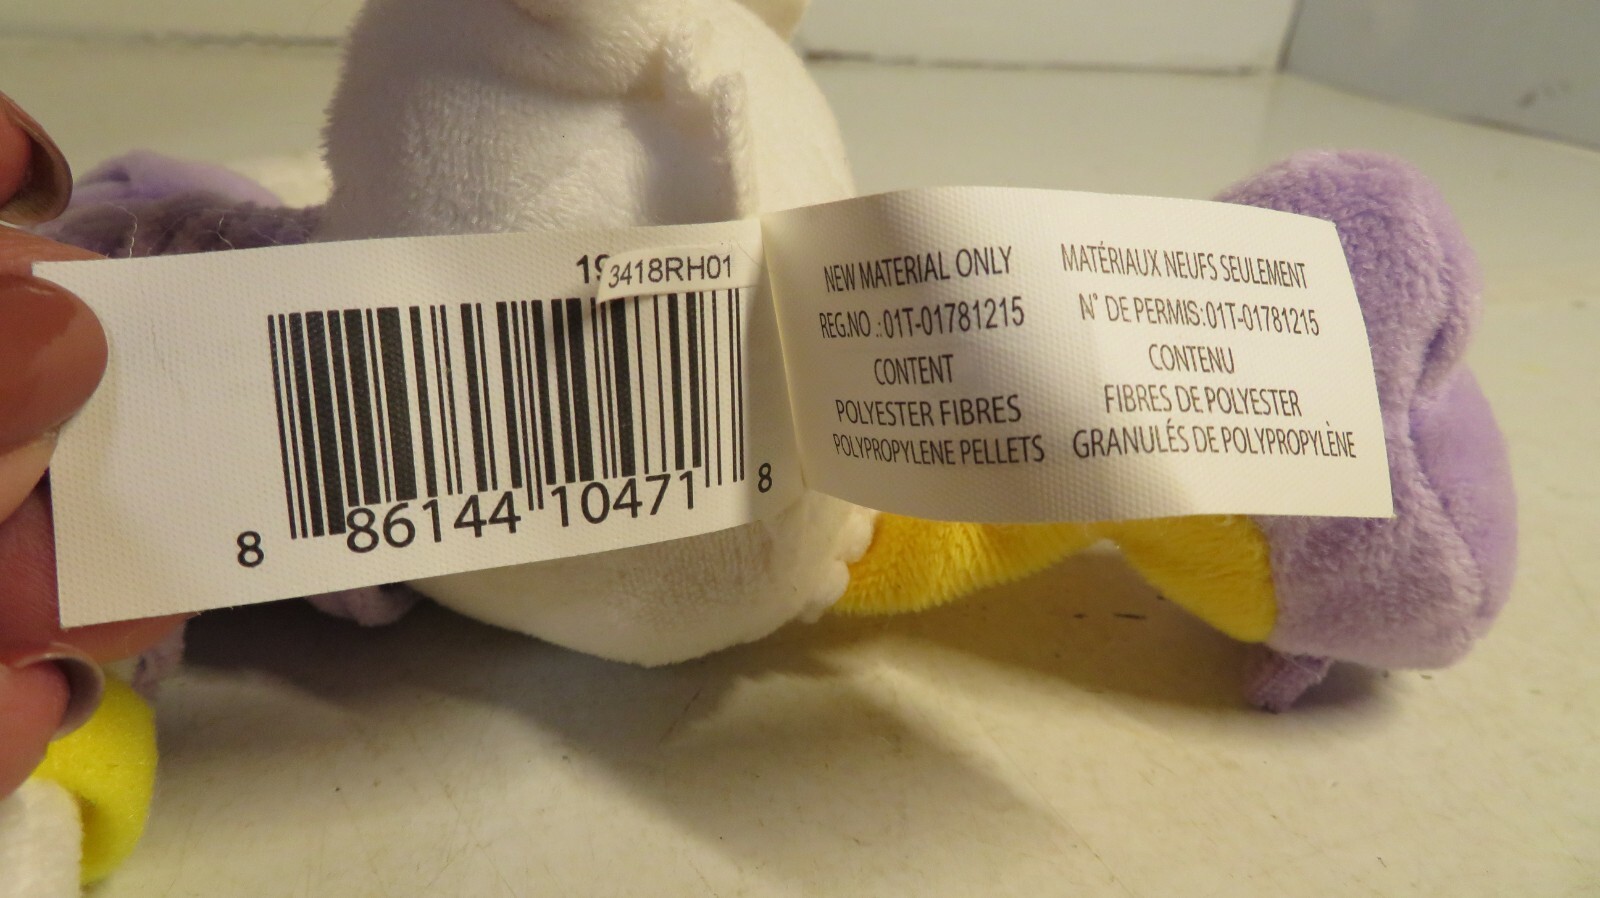 3418RH01
8 86144 10471 8
NEW MATERIAL ONLY
REG.NO .:01T-01781215
CONTENT
POLYESTER FIBRES
POLYPROPYLENE PELLETS
MATÉRIAUX NEUFS SEULEMENT
N° DE PERMIS:01T-01781215
CONTENU
FIBRES DE POLYESTER
GRANULÉS DE POLYPROPYLÈNE